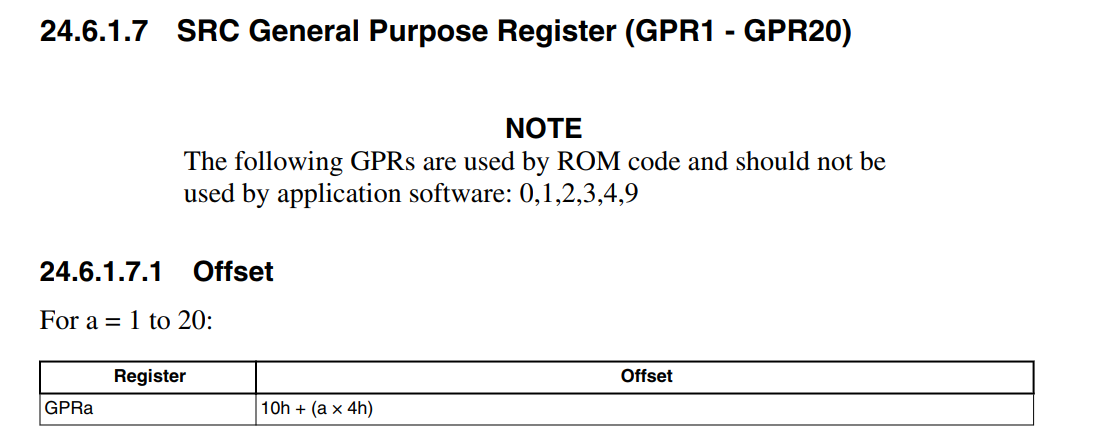 24.6.1.7 SRC General Purpose Register (GPR1 - GPR20)
NOTE
The following GPRs are used by ROM code and should not be
used by application software: 0,1,2,3,4,9
24.6.1.7.1 Offset
For a = 1 to 20:
Register Offset
GPRa 10h + (a × 4h)